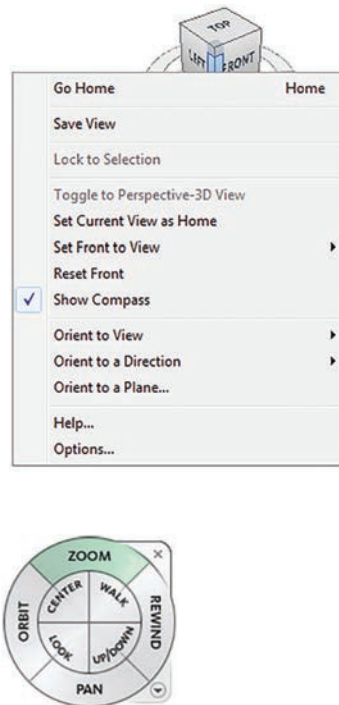 TOP
LEFT FRONT
Go Home Home
Save View
Lock to Selection
Toggle to Perspective-3D View
Set Current View as Home
Set Front to View
Reset Front
Show Compass
Orient to View
Orient to a Direction
Orient to a Plane...
Help...
Options...
ZOOM
CENTER WALK
ORBIT REWIND
LOOK UP/DOWN
PAN